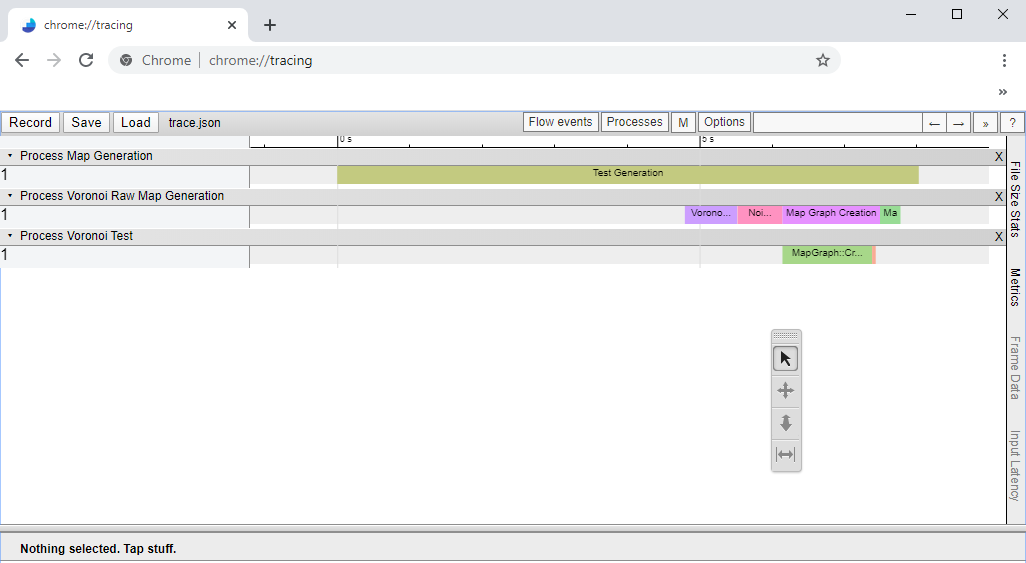 chrome://tracing
Chrome | chrome://tracing
»
Record Save Load trace.json Flow events Processes M Options ← → » ?
0 s 5 s
Process Map Generation X
1 Test Generation
Process Voronoi Raw Map Generation X
1 Vorono... Noi... Map Graph Creation Ma
Process Voronoi Test X
1 MapGraph::Cr...
File Size Stats
Metrics
Frame Data
Input Latency
Nothing selected. Tap stuff.